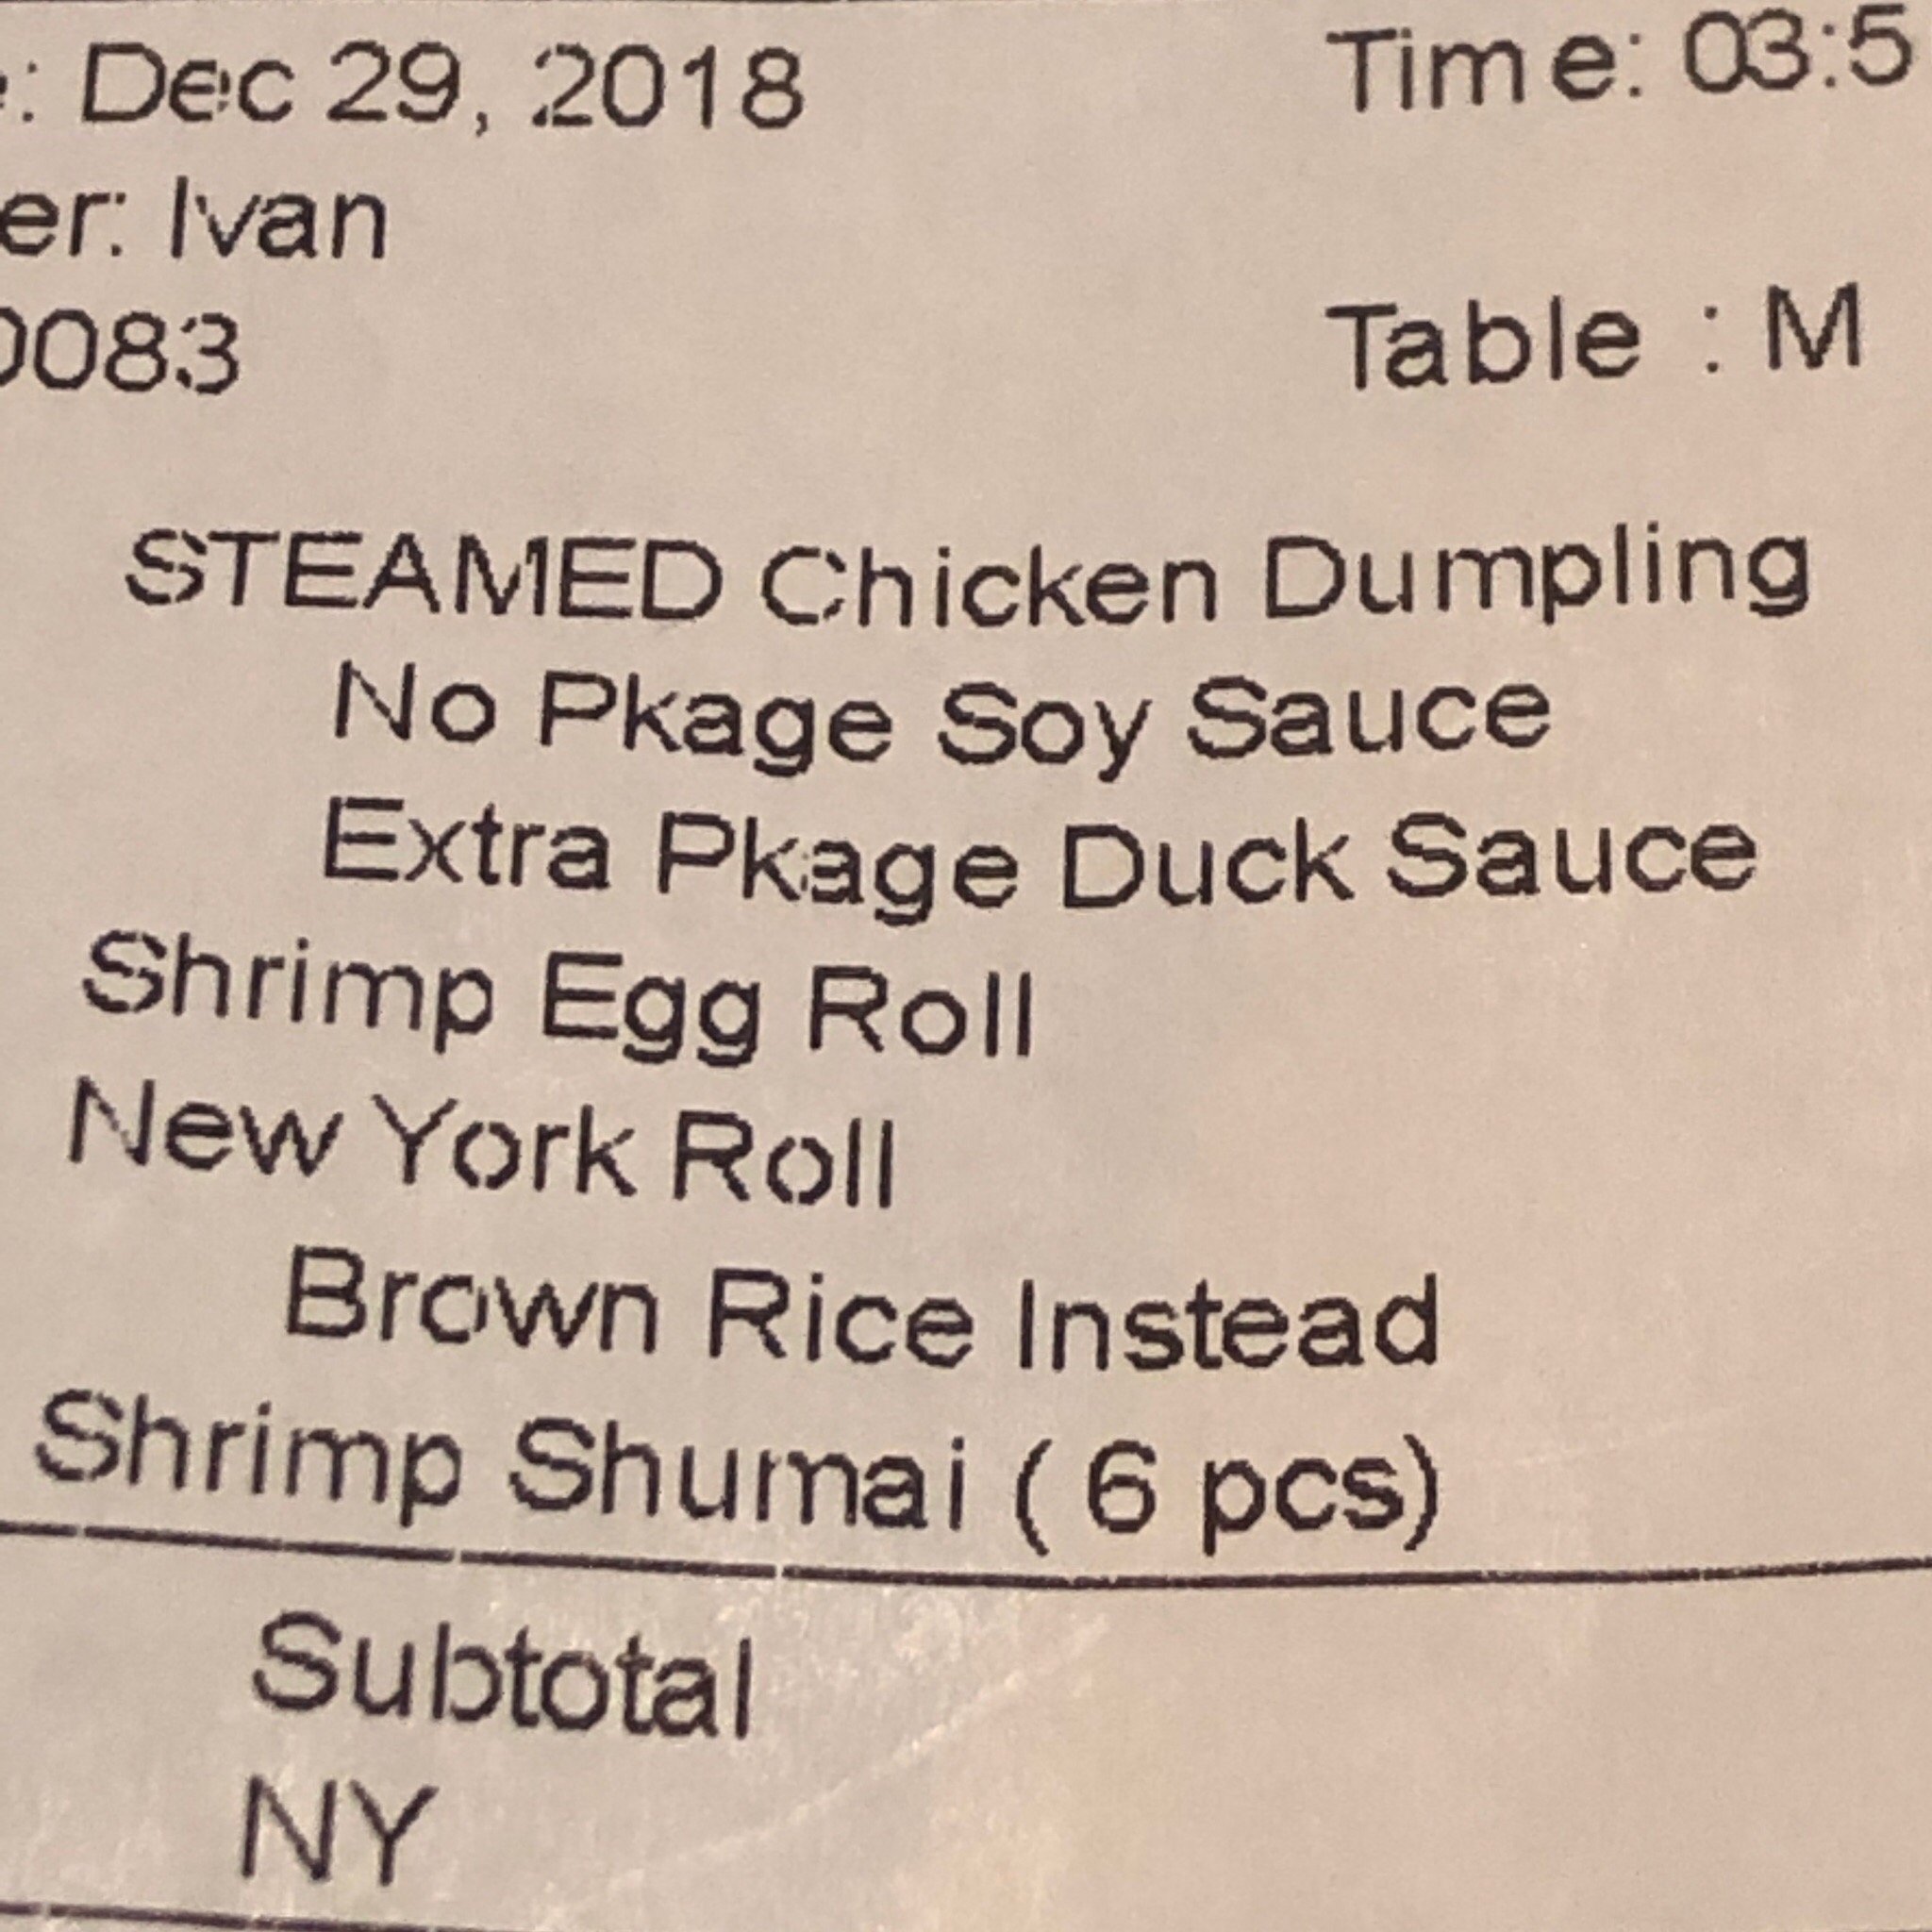 : Dec 29, 2018 Time: 03:5
er: Ivan
0083 Table : M
STEAMED Chicken Dumpling
No Pkage Soy Sauce
Extra Pkage Duck Sauce
Shrimp Egg Roll
New York Roll
Brown Rice Instead
Shrimp Shumai ( 6 pcs)
Subtotal
NY